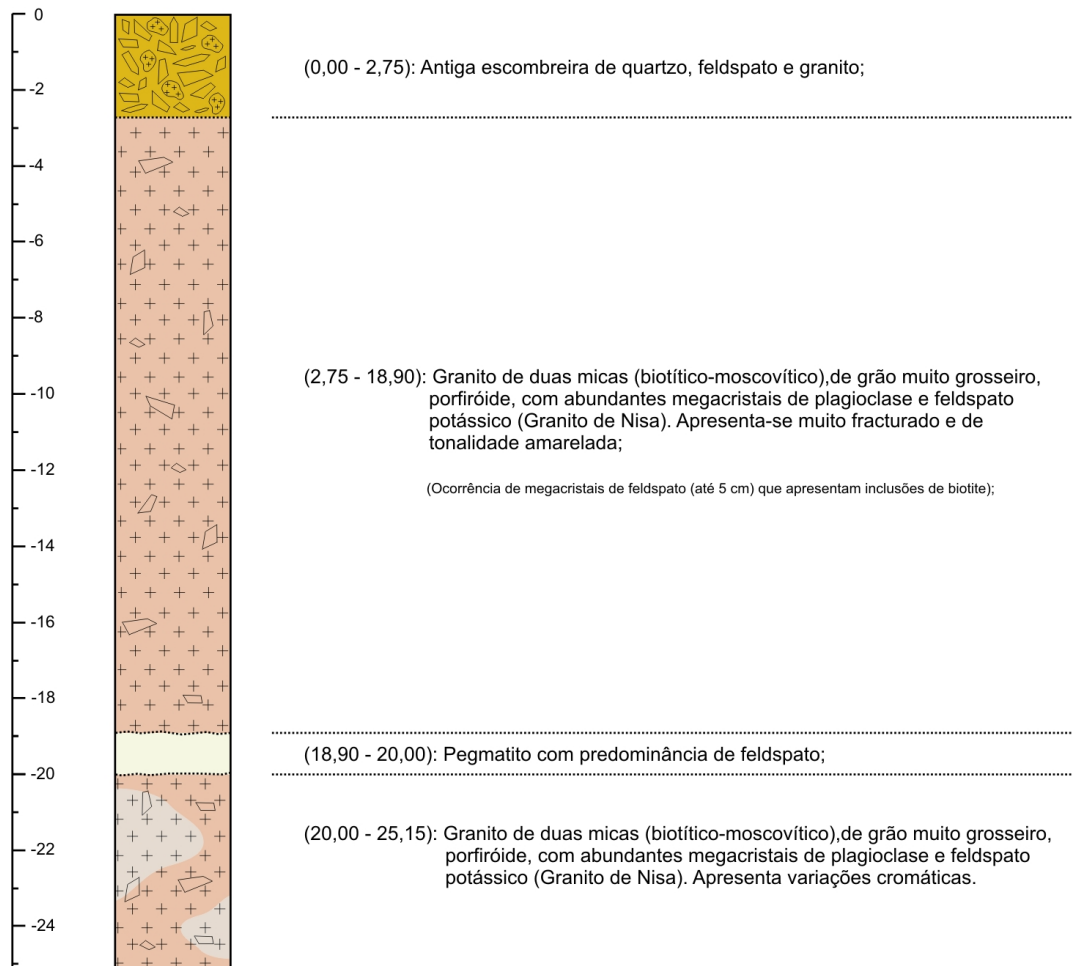 0
-2
-4
-6
-8
-10
-12
-14
-16
-18
-20
-22
-24
(0,00 - 2,75): Antiga escombreira de quartzo, feldspato e granito;
(2,75 - 18,90): Granito de duas micas (biotítico-moscovítico),de grão muito grosseiro,
porfiróide, com abundantes megacristais de plagioclase e feldspato
potássico (Granito de Nisa). Apresenta-se muito fracturado e de
tonalidade amarelada;
(Ocorrência de megacristais de feldspato (até 5 cm) que apresentam inclusões de biotite);
(18,90 - 20,00): Pegmatito com predominância de feldspato;
(20,00 - 25,15): Granito de duas micas (biotítico-moscovítico),de grão muito grosseiro,
porfiróide, com abundantes megacristais de plagioclase e feldspato
potássico (Granito de Nisa). Apresenta variações cromáticas.